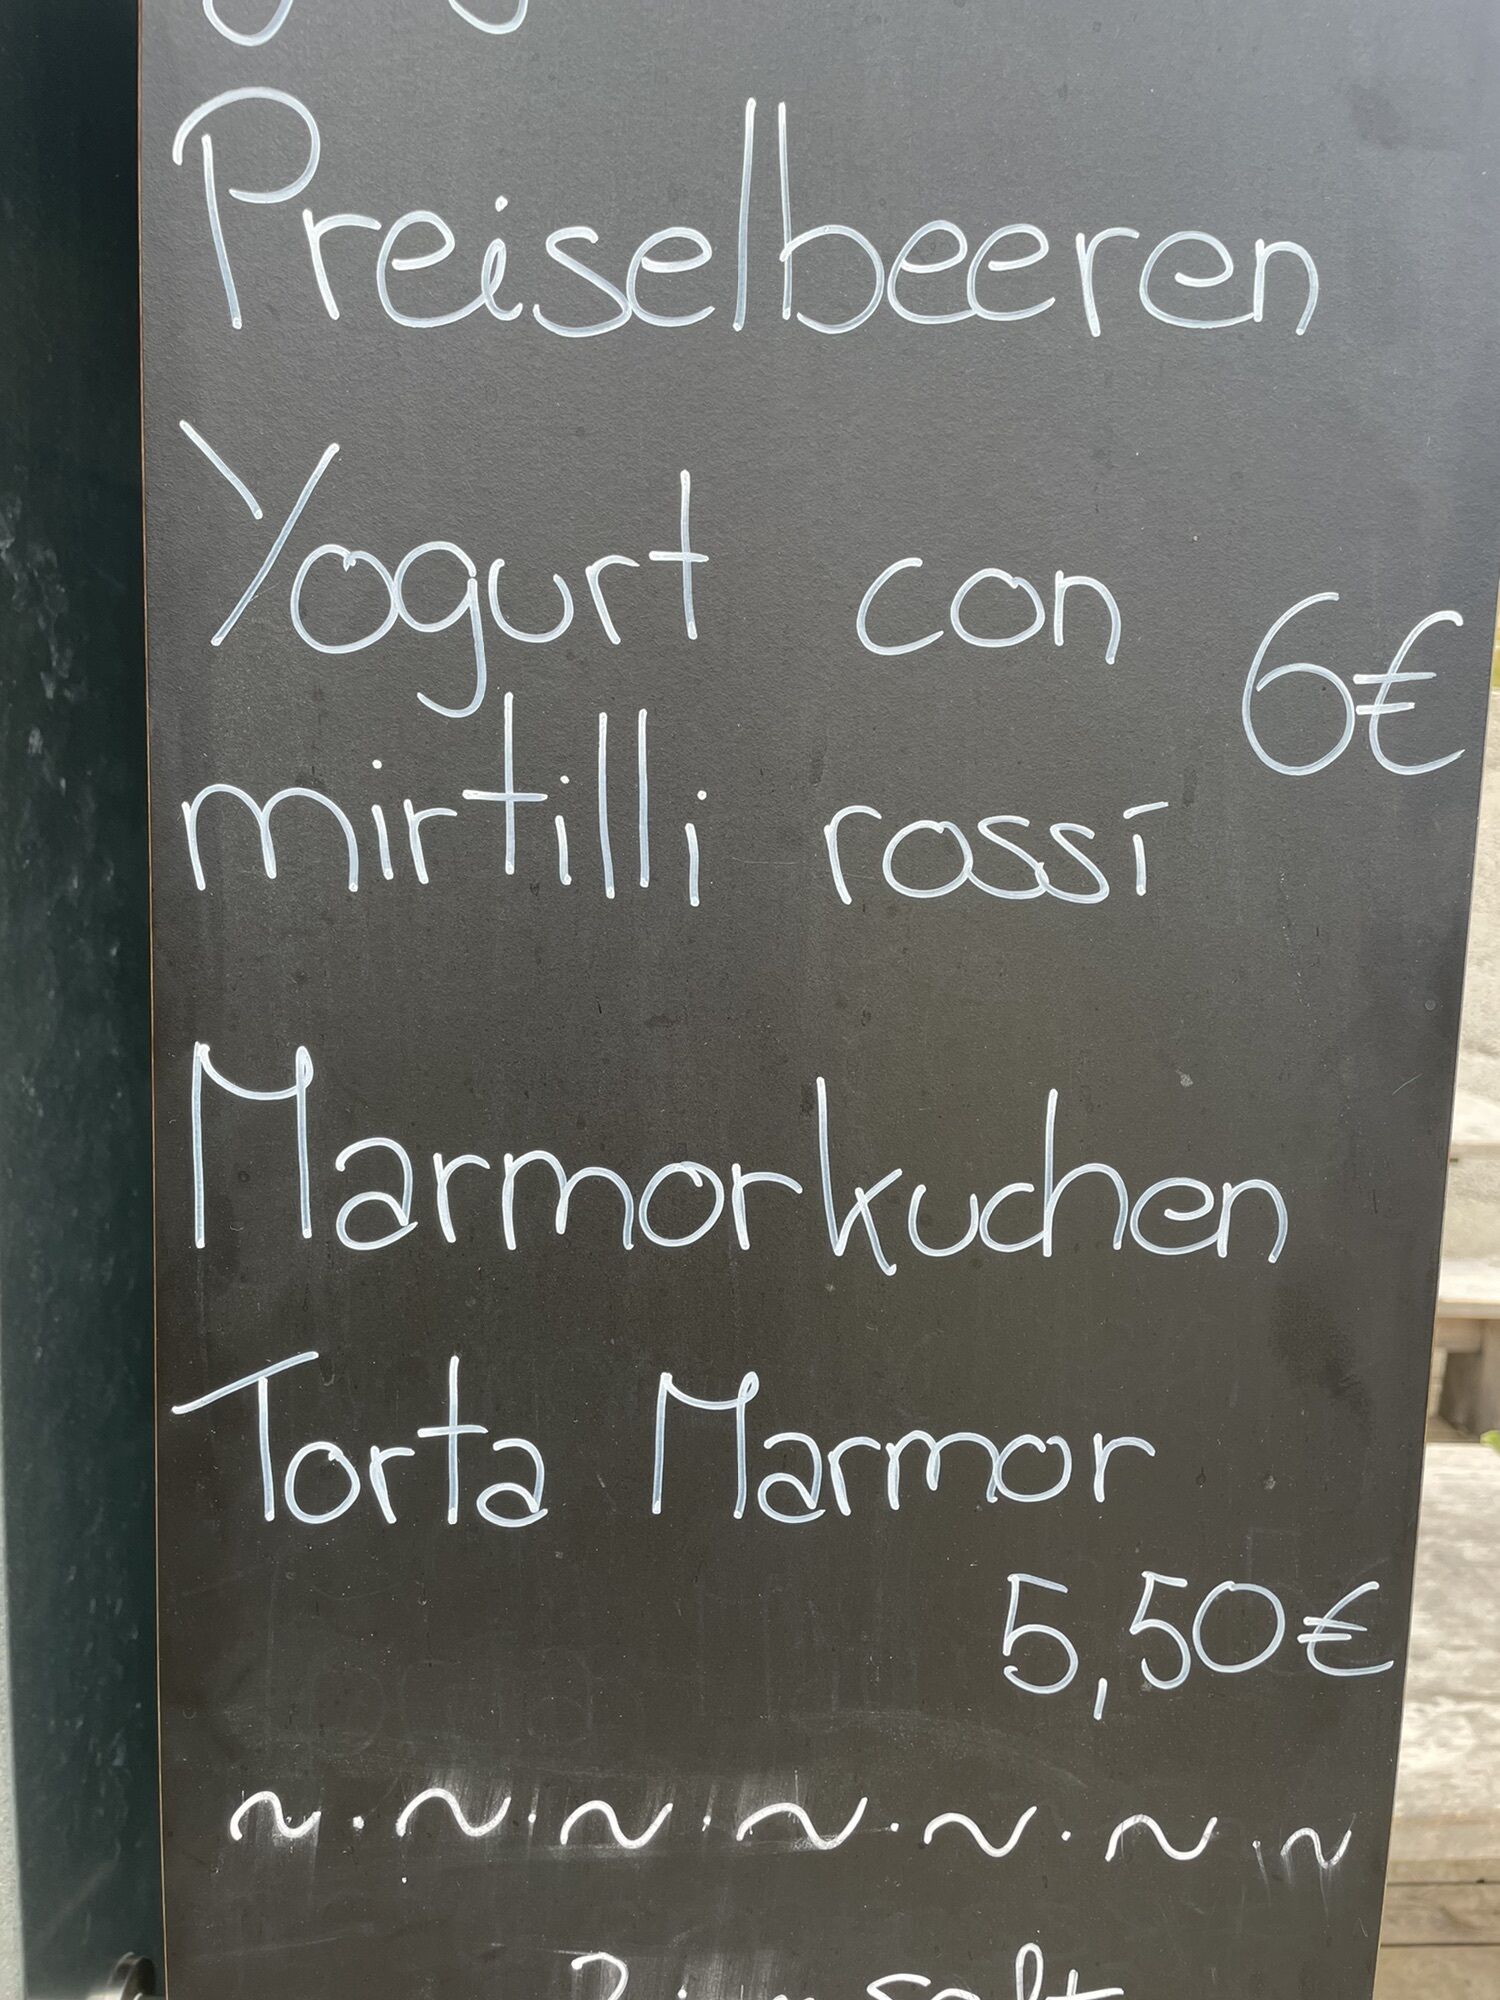 Preiselbeeren
Yogurt con
6€
mirtilli rossi
Marmorkuchen
Torta Marmor
5,50€
~.~.~.~.~.~.~